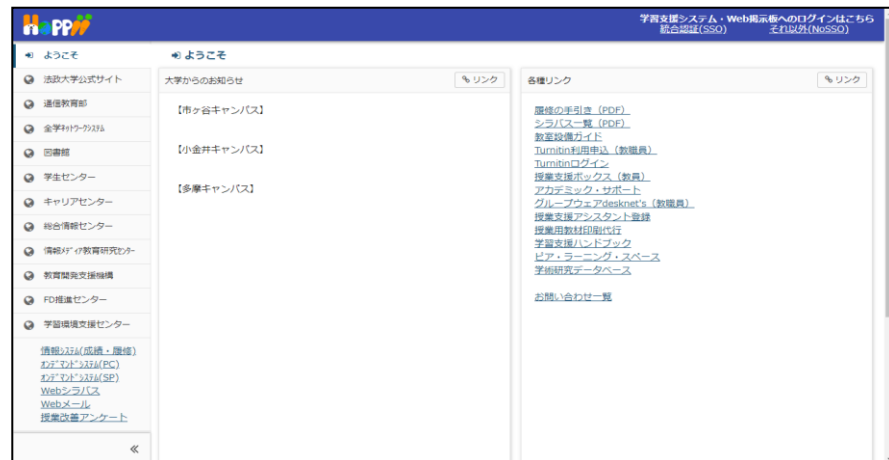 HoPPii
学習支援システム・Web掲示板へのログインはこちら
統合認証(SSO) それ以外(NoSSO)
ようこそ
法政大学公式サイト
通信教育部
全学ﾈｯﾄﾜｰｸｼｽﾃﾑ
図書館
学生センター
キャリアセンター
総合情報センター
情報ﾒﾃﾞｨｱ教育研究ｾﾝﾀｰ
教育開発支援機構
FD推進センター
学習環境支援センター
情報ｼｽﾃﾑ(成績・履修)
ｵﾝﾃﾞﾏﾝﾄﾞｼｽﾃﾑ(PC)
ｵﾝﾃﾞﾏﾝﾄﾞｼｽﾃﾑ(SP)
Webシラバス
Webメール
授業改善アンケート
ようこそ
大学からのお知らせ リンク
【市ヶ谷キャンパス】
【小金井キャンパス】
【多摩キャンパス】
各種リンク リンク
履修の手引き（PDF）
シラバス一覧（PDF）
教室設備ガイド
Turnitin利用申込（教職員）
Turnitinログイン
授業支援ボックス（教員）
アカデミック・サポート
グループウェアdesknet's（教職員）
授業支援アシスタント登録
授業用教材印刷代行
学習支援ハンドブック
ピア・ラーニング・スペース
学術研究データベース
お問い合わせ一覧